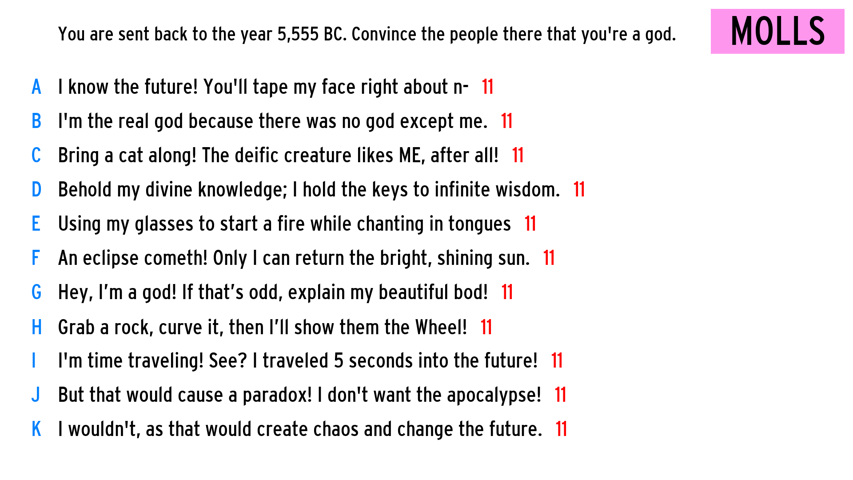 You are sent back to the year 5,555 BC. Convince the people there that you're a god.
MOLLS
A I know the future! You'll tape my face right about n- 11
B I'm the real god because there was no god except me. 11
C Bring a cat along! The deific creature likes ME, after all! 11
D Behold my divine knowledge; I hold the keys to infinite wisdom. 11
E Using my glasses to start a fire while chanting in tongues 11
F An eclipse cometh! Only I can return the bright, shining sun. 11
G Hey, I’m a god! If that’s odd, explain my beautiful bod! 11
H Grab a rock, curve it, then I’ll show them the Wheel! 11
I I'm time traveling! See? I traveled 5 seconds into the future! 11
J But that would cause a paradox! I don't want the apocalypse! 11
K I wouldn't, as that would create chaos and change the future. 11